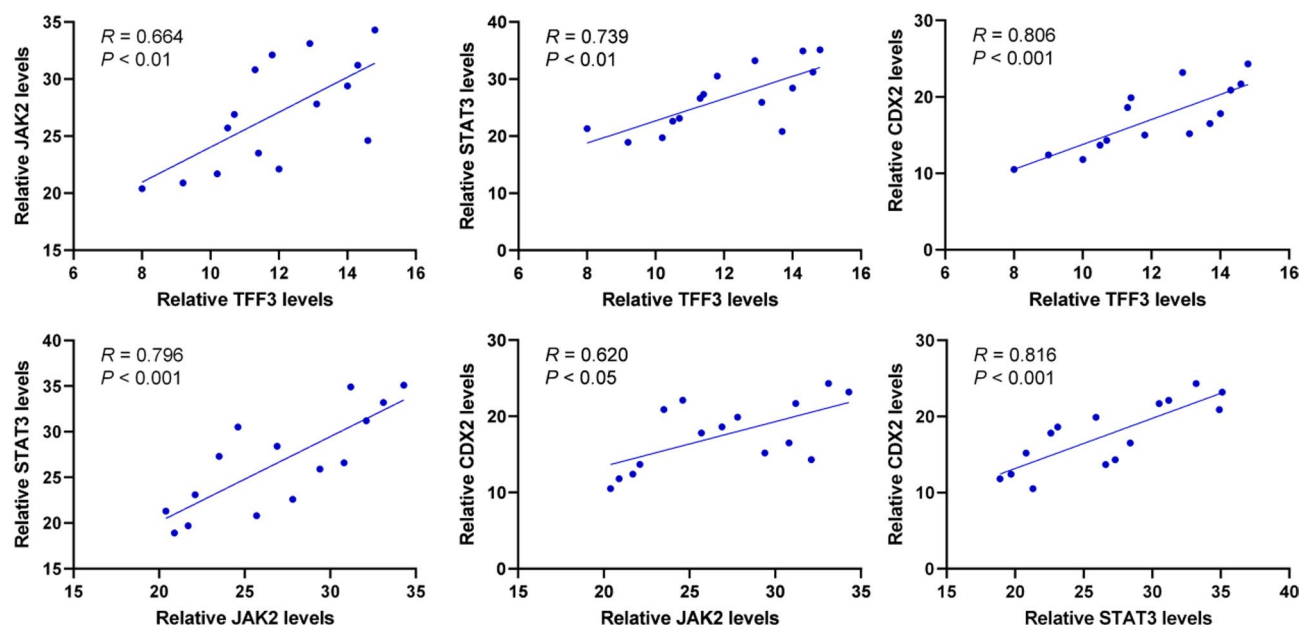 R = 0.664
P < 0.01
35
30
25
20
15
6 8 10 12 14 16
Relative JAK2 levels
Relative TFF3 levels
R = 0.739
P < 0.01
40
30
20
10
0
6 8 10 12 14 16
Relative STAT3 levels
Relative TFF3 levels
R = 0.806
P < 0.001
30
20
10
0
6 8 10 12 14 16
Relative CDX2 levels
Relative TFF3 levels
R = 0.796
P < 0.001
40
35
30
25
20
15
15 20 25 30 35
Relative STAT3 levels
Relative JAK2 levels
R = 0.620
P < 0.05
30
20
10
0
15 20 25 30 35
Relative CDX2 levels
Relative JAK2 levels
R = 0.816
P < 0.001
30
20
10
0
15 20 25 30 35 40
Relative CDX2 levels
Relative STAT3 levels